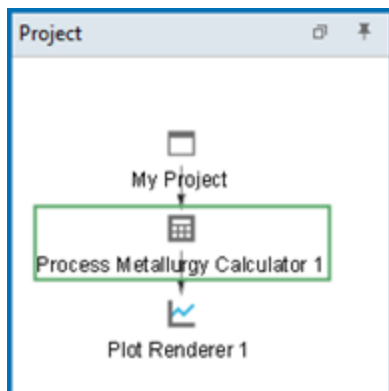 Project
My Project
Process Metallurgy Calculator 1
Plot Renderer 1